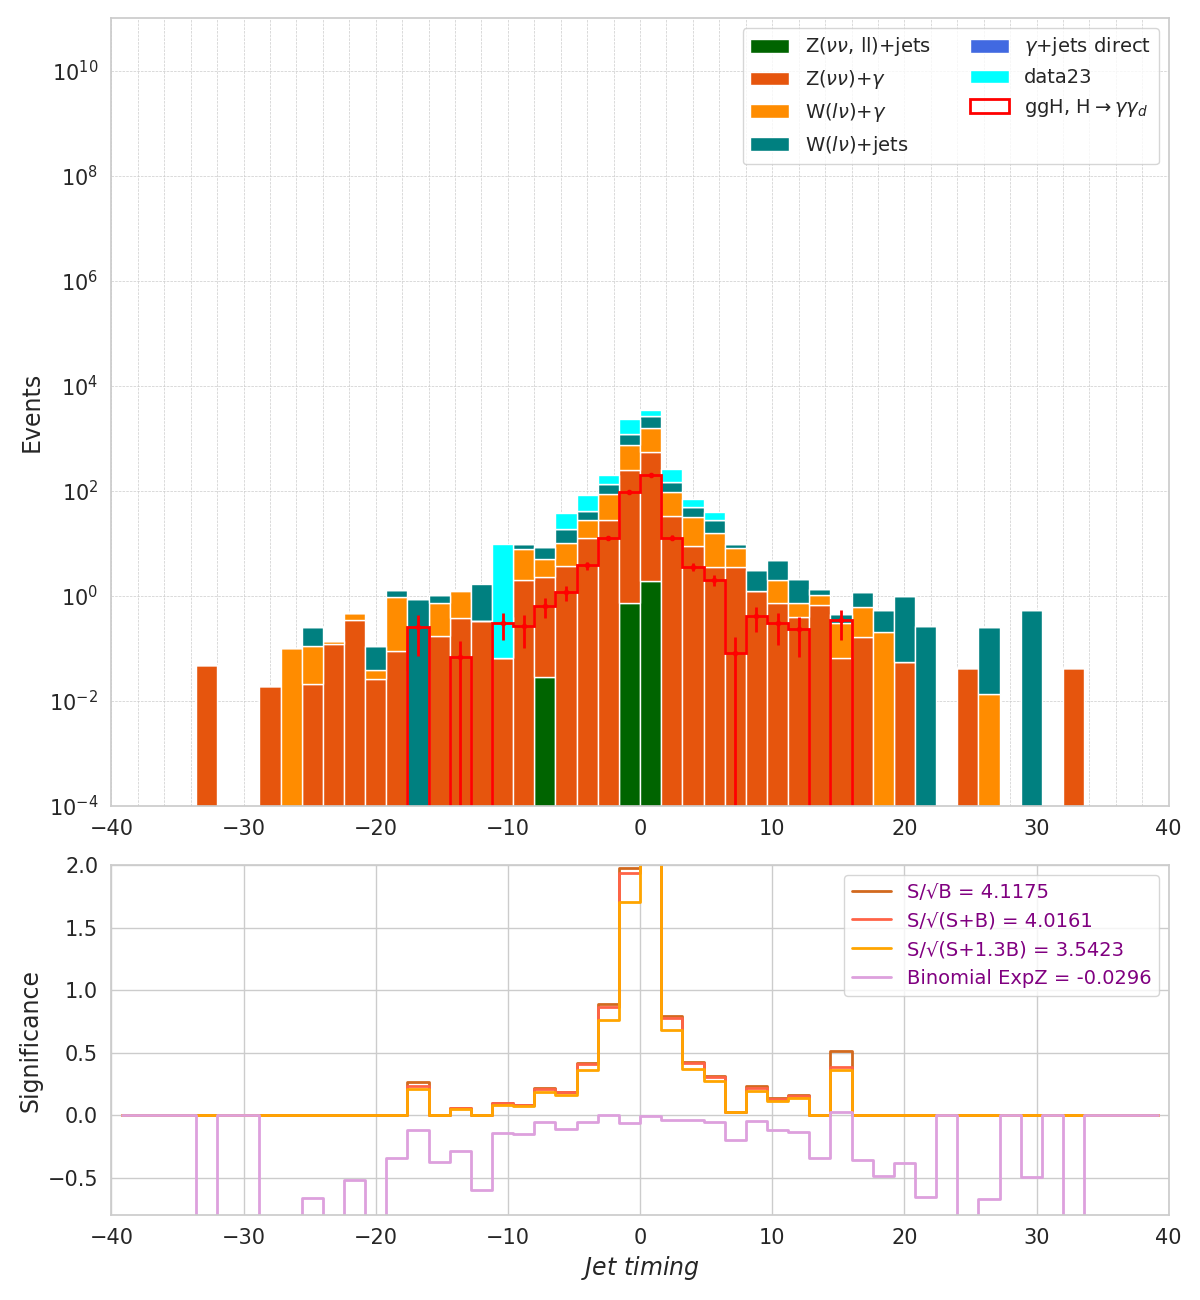 Z(νν, ll)+jets
Z(νν)+γ
W(lν)+γ
W(lν)+jets
γ+jets direct
data23
ggH, H→γγ_d
Events
10^10
10^8
10^6
10^4
10^2
10^0
10^−2
10^−4
−40 −30 −20 −10 0 10 20 30 40
S/√B = 4.1175
S/√(S+B) = 4.0161
S/√(S+1.3B) = 3.5423
Binomial ExpZ = -0.0296
Significance
2.0
1.5
1.0
0.5
0.0
−0.5
−40 −30 −20 −10 0 10 20 30 40
Jet timing